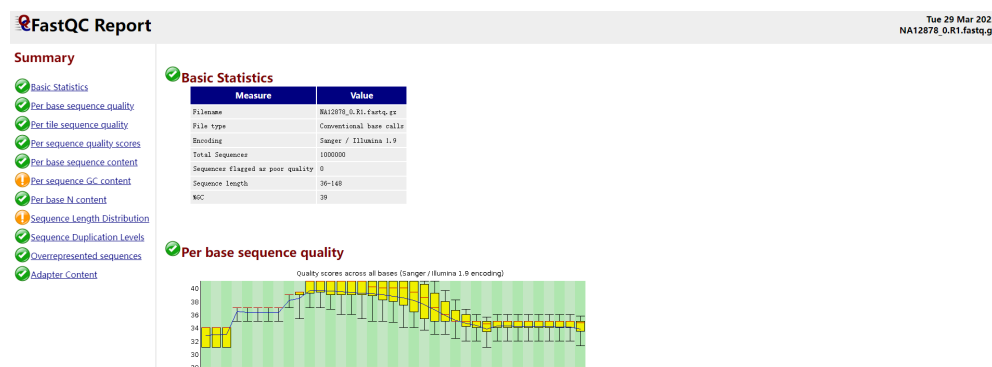 FastQC Report
Tue 29 Mar 202
NA12878_0.R1.fastq.g
Summary
Basic Statistics
Per base sequence quality
Per tile sequence quality
Per sequence quality scores
Per base sequence content
Per sequence GC content
Per base N content
Sequence Length Distribution
Sequence Duplication Levels
Overrepresented sequences
Adapter Content
Basic Statistics
Measure Value
Filename NA12878_0.R1.fastq.gz
File type Conventional base calls
Encoding Sanger / Illumina 1.9
Total Sequences 1000000
Sequences flagged as poor quality 0
Sequence length 36-148
%GC 39
Per base sequence quality
Quality scores across all bases (Sanger / Illumina 1.9 encoding)
40
38
36
34
32
30